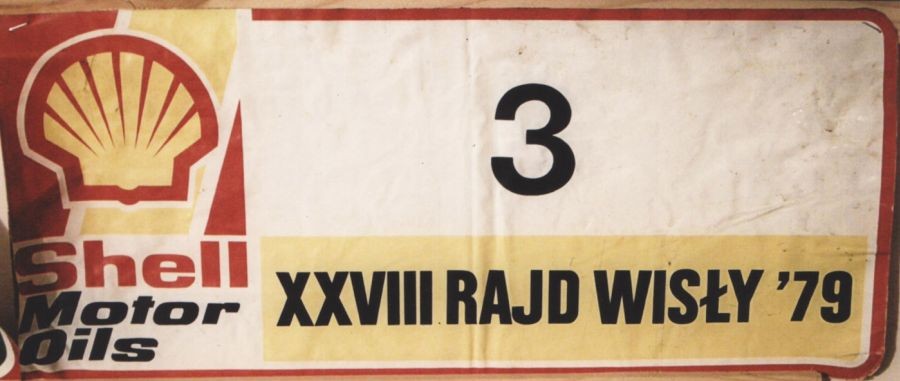 3
Shell
Motor
Oils
XXVIII RAJD WISŁY '79